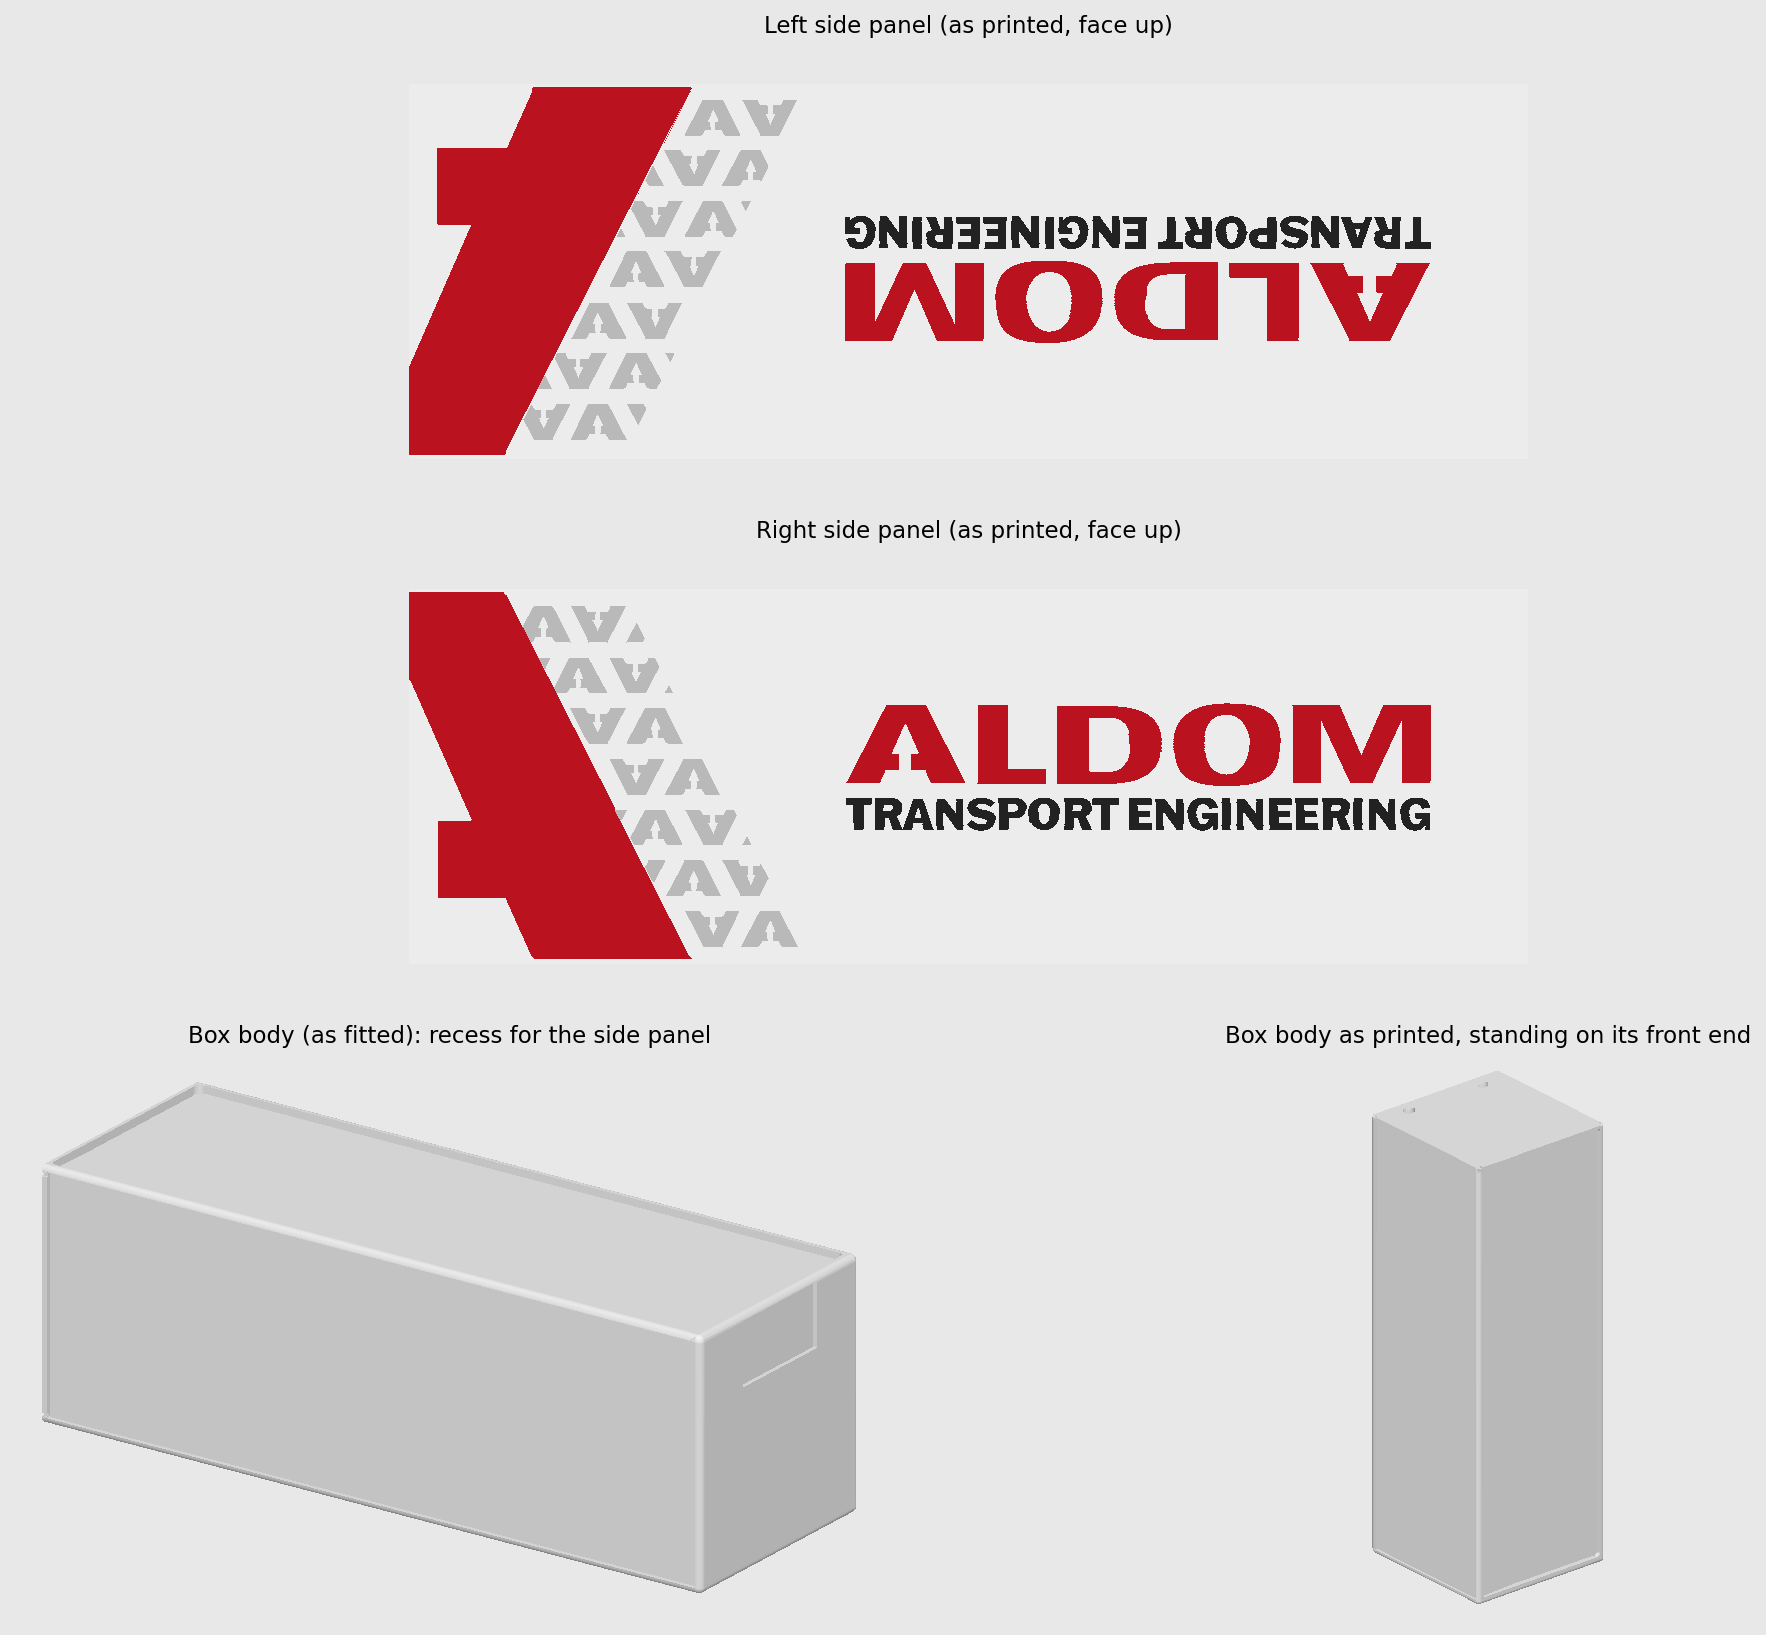 Left side panel (as printed, face up)
TRANSPORT ENGINEERING
ALDOM
Right side panel (as printed, face up)
ALDOM
TRANSPORT ENGINEERING
Box body (as fitted): recess for the side panel
Box body as printed, standing on its front end